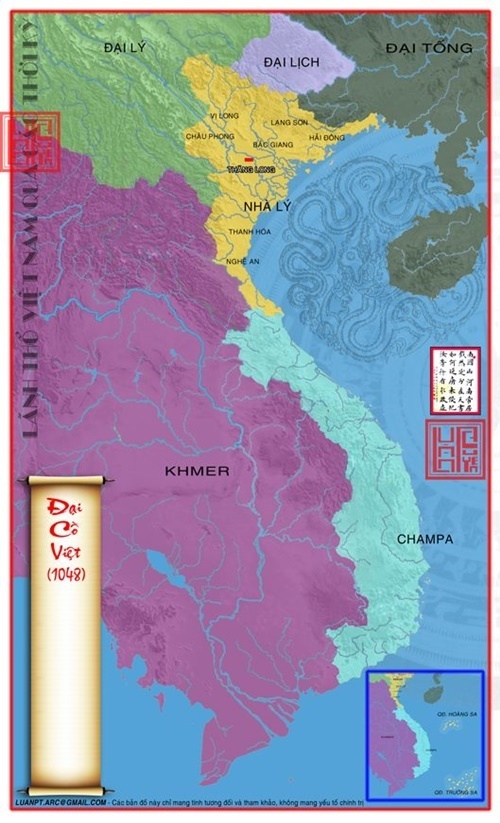 ĐẠI LÝ
ĐẠI LỊCH
ĐẠI TỐNG
VỊ LONG
LẠNG SƠN
CHÂU PHONG
BẮC GIANG
HẢI ĐÔNG
THĂNG LONG
NHÀ LÝ
THANH HÓA
NGHỆ AN
LÃNH THỔ VIỆT NAM QUA THỜI KỲ
KHMER
CHAMPA
Đại
Cồ
Việt
(1048)
QĐ. HOÀNG SA
QĐ. TRƯỜNG SA
LUANPT.ARC@GMAIL.COM - Các bản đồ này chỉ mang tính tương đối và tham khảo, không mang yếu tố chính trị